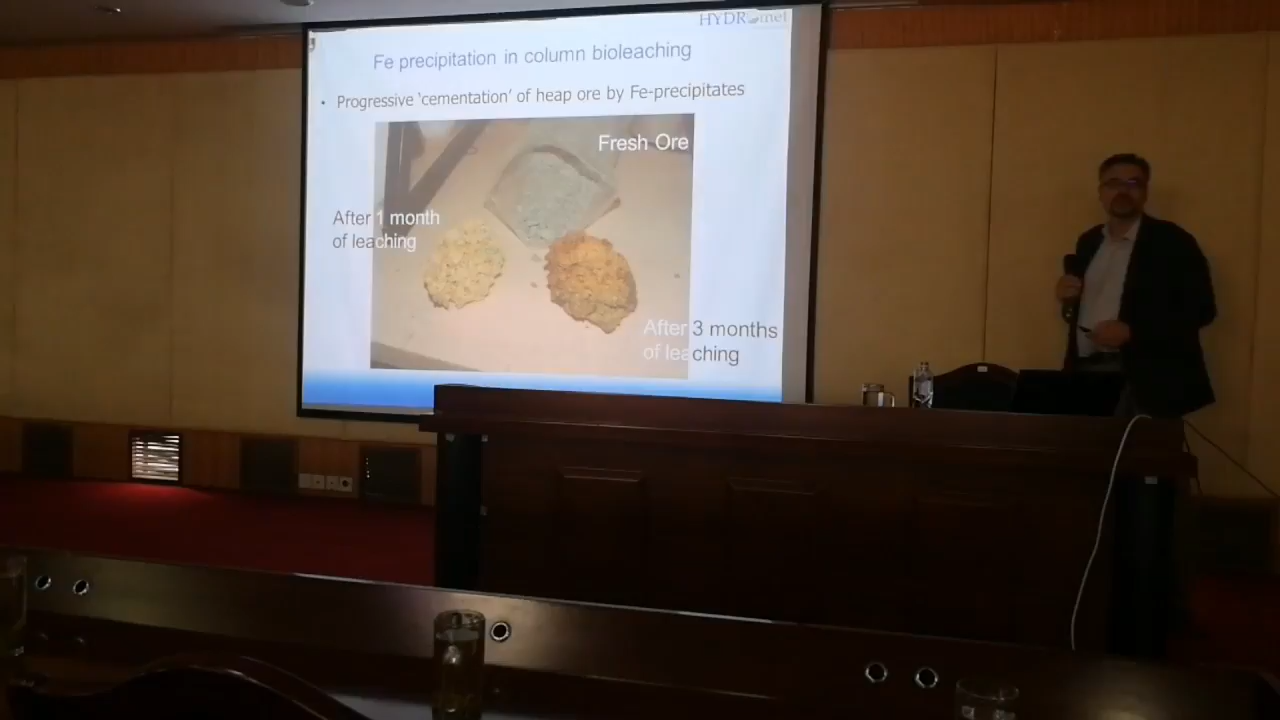 HYDROmet
Fe precipitation in column bioleaching
• Progressive ‘cementation’ of heap ore by Fe-precipitates
Fresh Ore
After 1 month
of leaching
After 3 months
of leaching